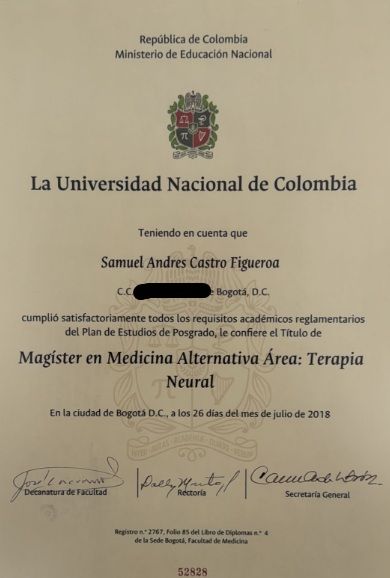 República de Colombia
Ministerio de Educación Nacional
La Universidad Nacional de Colombia
Teniendo en cuenta que
Samuel Andres Castro Figueroa
C.C. e Bogotá, D.C.
cumplió satisfactoriamente todos los requisitos académicos reglamentarios
del Plan de Estudios de Posgrado, le confiere el Título de
Magíster en Medicina Alternativa Área: Terapia
Neural
En la ciudad de Bogotá D.C., a los 26 días del mes de julio de 2018
Decanatura de Facultad
Rectoría
Secretaría General
Registro n.° 2767, Folio 85 del Libro de Diplomas n.° 4
de la Sede Bogotá, Facultad de Medicina
52828